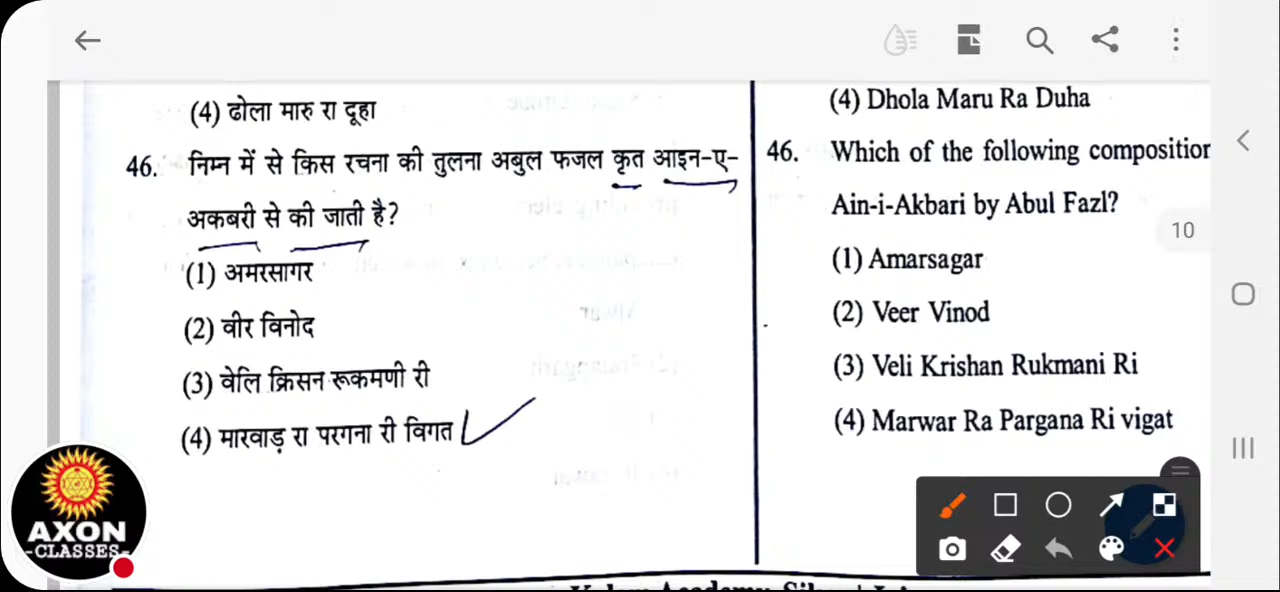 (4) ढोला मारु रा दूहा
46. निम्न में से किस रचना की तुलना अबुल फजल कृत आइन-ए-
अकबरी से की जाती है?
(1) अमरसागर
(2) वीर विनोद
(3) वेलि क्रिसन रूकमणी री
(4) मारवाड़ रा परगना री विगत
(4) Dhola Maru Ra Duha
46. Which of the following composition
Ain-i-Akbari by Abul Fazl?
(1) Amarsagar
(2) Veer Vinod
(3) Veli Krishan Rukmani Ri
(4) Marwar Ra Pargana Ri vigat
10
AXON
-CLASSES-